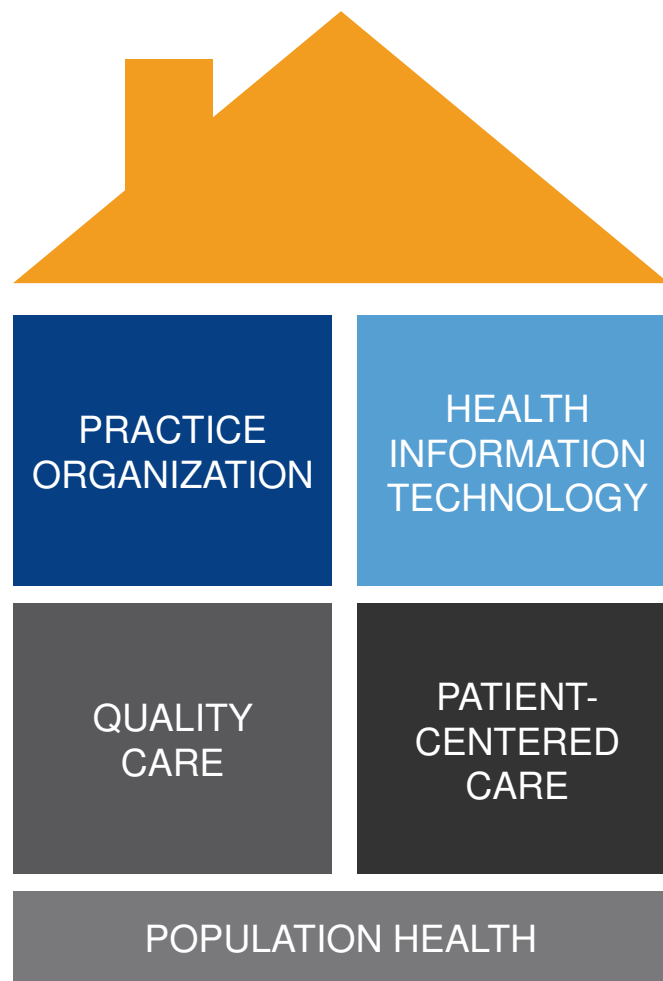 PRACTICE
ORGANIZATION
HEALTH
INFORMATION
TECHNOLOGY
QUALITY
CARE
PATIENT-
CENTERED
CARE
POPULATION HEALTH